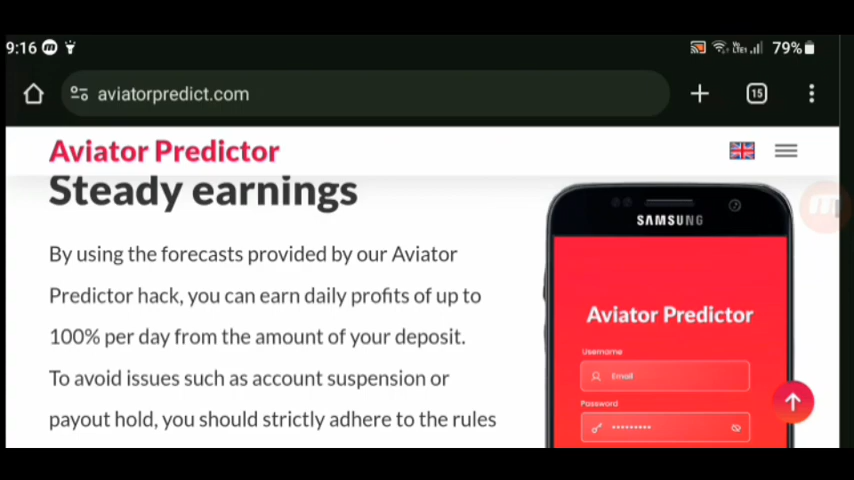 9:16
79%
aviatorpredict.com
15
Aviator Predictor
Steady earnings
By using the forecasts provided by our Aviator
Predictor hack, you can earn daily profits of up to
100% per day from the amount of your deposit.
To avoid issues such as account suspension or
payout hold, you should strictly adhere to the rules
SAMSUNG
Aviator Predictor
Username
Email
Password